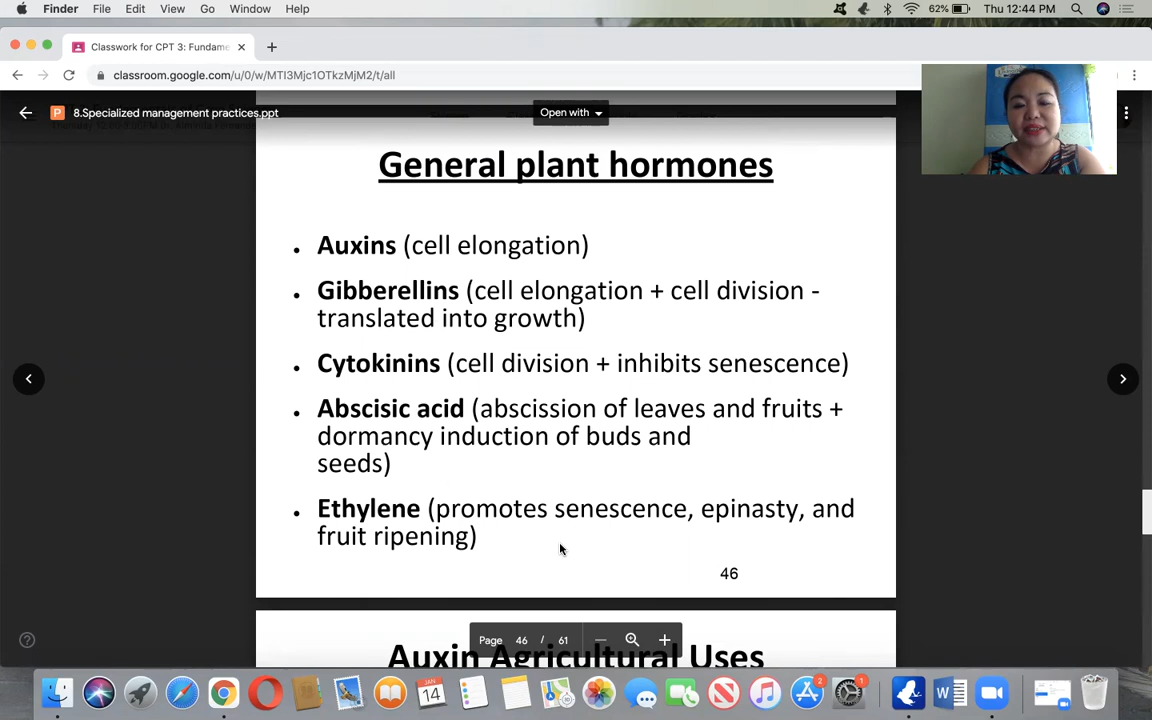 Finder File Edit View Go Window Help 62% Thu 12:44 PM
Classwork for CPT 3: Fundame
classroom.google.com/u/0/w/MTI3Mjc1OTkzMjM2/t/all
P 8.Specialized management practices.ppt Open with
General plant hormones
• Auxins (cell elongation)
• Gibberellins (cell elongation + cell division -
translated into growth)
• Cytokinins (cell division + inhibits senescence)
• Abscisic acid (abscission of leaves and fruits +
dormancy induction of buds and
seeds)
• Ethylene (promotes senescence, epinasty, and
fruit ripening)
46
Page 46 / 61
Auxin Agricultural Uses
JAN
14
2
1